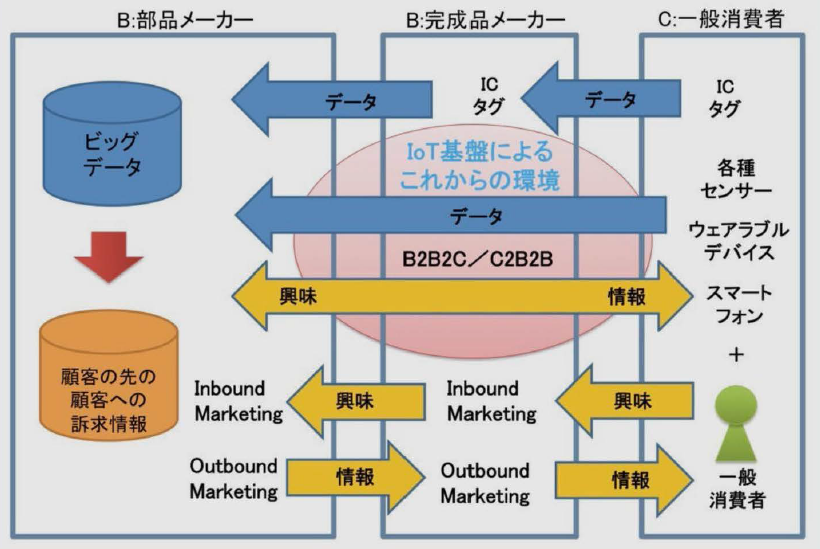 B:部品メーカー
B:完成品メーカー
C:一般消費者
ビッグ
データ
データ
IC
タグ
データ
IC
タグ
IoT基盤による
これからの環境
各種
センサー
データ
ウェアラブル
デバイス
B2B2C／C2B2B
興味
情報
スマート
フォン
+
顧客の先の
顧客への
訴求情報
Inbound
Marketing
興味
Inbound
Marketing
興味
Outbound
Marketing
情報
Outbound
Marketing
情報
一般
消費者